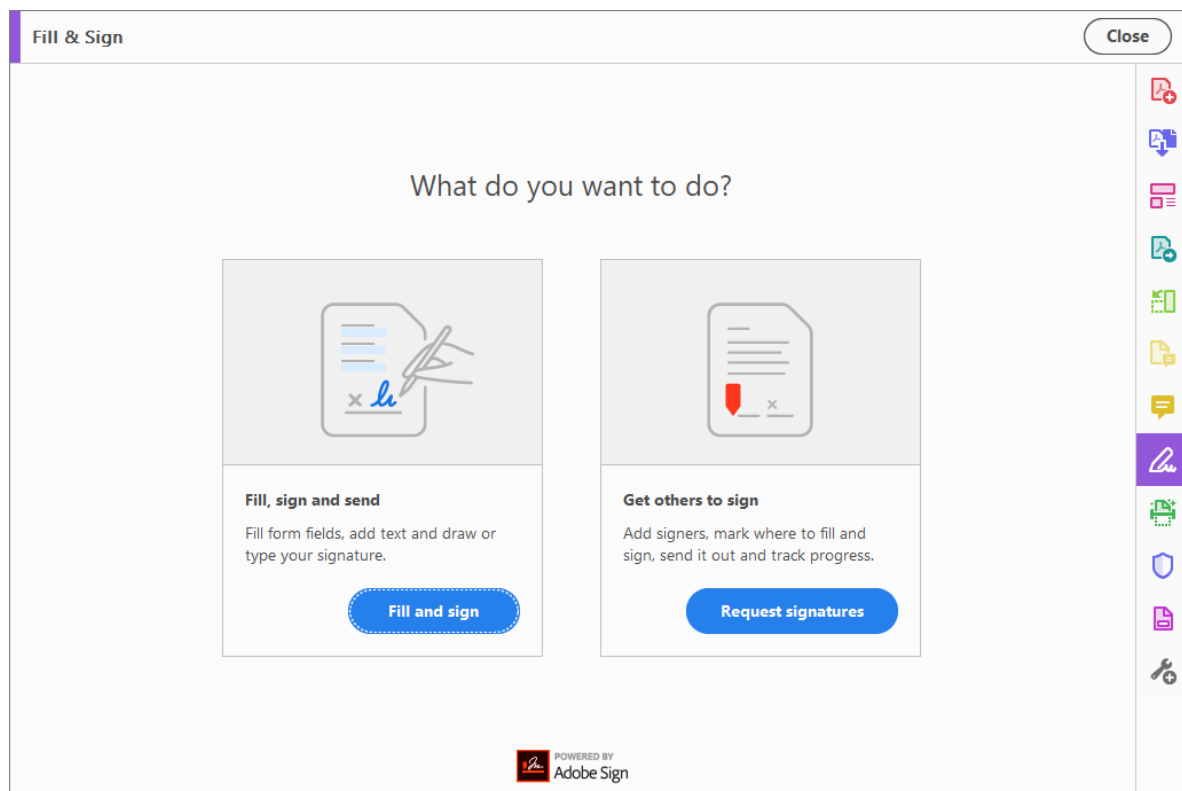 Fill & Sign
Close
What do you want to do?
Fill, sign and send
Fill form fields, add text and draw or
type your signature.
Fill and sign
Get others to sign
Add signers, mark where to fill and
sign, send it out and track progress.
Request signatures
POWERED BY
Adobe Sign